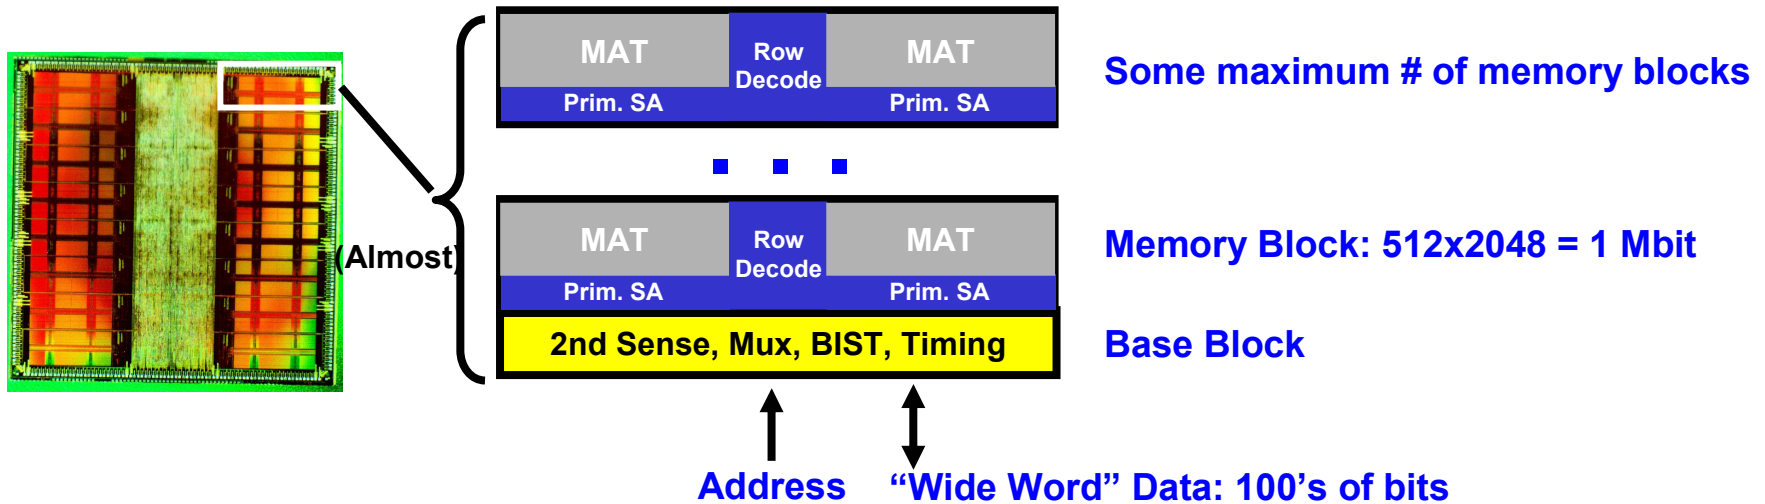 MAT Row Decode MAT
Prim. SA Prim. SA
Some maximum # of memory blocks
(Almost)
MAT Row Decode MAT
Prim. SA Prim. SA
Memory Block: 512x2048 = 1 Mbit
2nd Sense, Mux, BIST, Timing
Base Block
Address
“Wide Word” Data: 100’s of bits